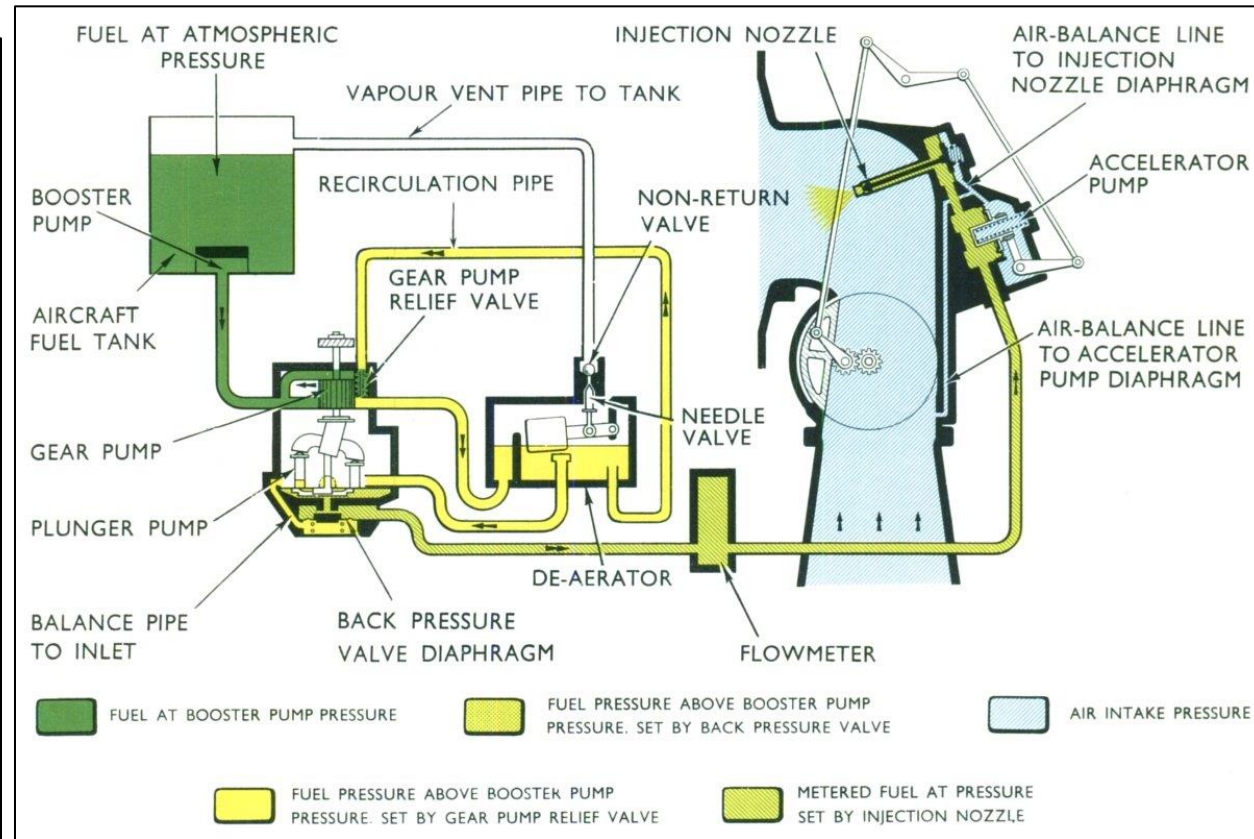 FUEL AT ATMOSPHERIC
PRESSURE
VAPOUR VENT PIPE TO TANK
INJECTION NOZZLE
AIR-BALANCE LINE
TO INJECTION
NOZZLE DIAPHRAGM
ACCELERATOR
PUMP
BOOSTER
PUMP
RECIRCULATION PIPE
NON-RETURN
VALVE
GEAR PUMP
RELIEF VALVE
AIRCRAFT
FUEL TANK
AIR-BALANCE LINE
TO ACCELERATOR
PUMP DIAPHRAGM
NEEDLE
VALVE
GEAR PUMP
PLUNGER PUMP
DE-AERATOR
BALANCE PIPE
TO INLET
BACK PRESSURE
VALVE DIAPHRAGM
FLOWMETER
FUEL AT BOOSTER PUMP PRESSURE
FUEL PRESSURE ABOVE BOOSTER PUMP
PRESSURE. SET BY BACK PRESSURE VALVE
AIR INTAKE PRESSURE
FUEL PRESSURE ABOVE BOOSTER PUMP
PRESSURE. SET BY GEAR PUMP RELIEF VALVE
METERED FUEL AT PRESSURE
SET BY INJECTION NOZZLE